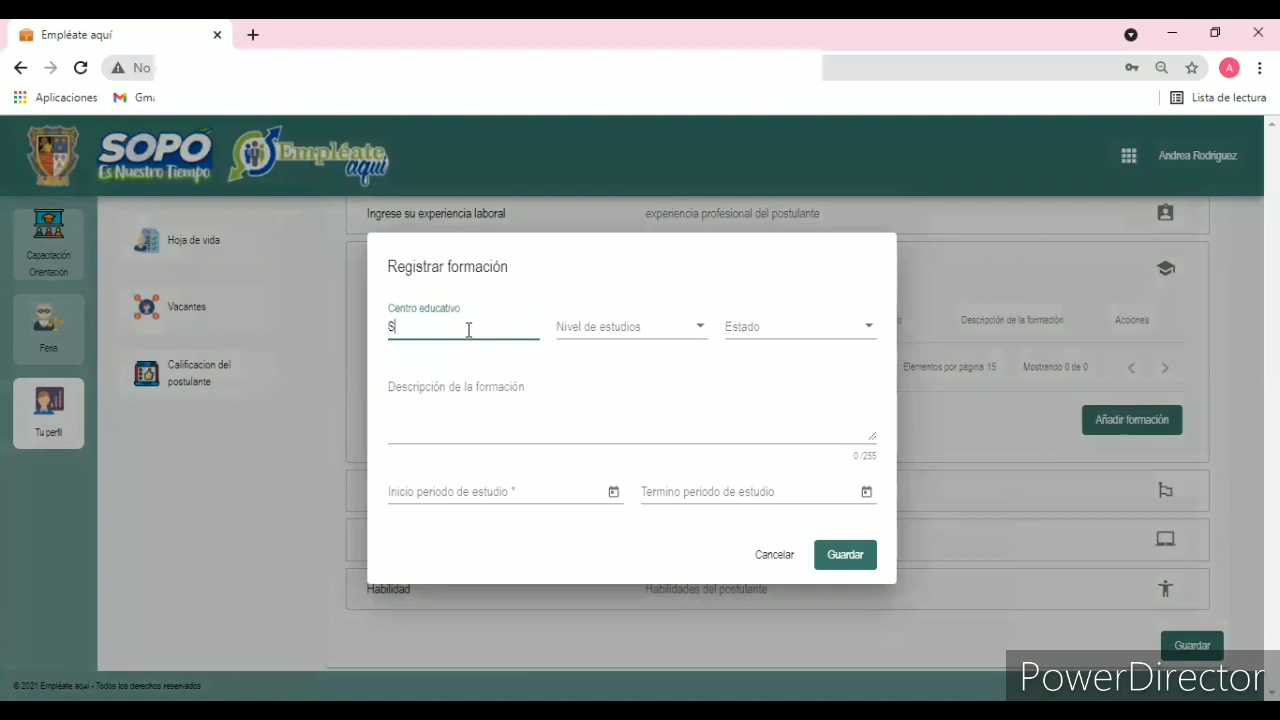 Empléate aquí
No
Aplicaciones
Gma
Lista de lectura
SOPÓ
Es Nuestro Tiempo
Empléate
aquí
Andrea Rodriguez
Capacitación
Orientación
Feria
Tu perfil
Hoja de vida
Vacantes
Calificacion del
postulante
Ingrese su experiencia laboral
experiencia profesional del postulante
Registrar formación
Centro educativo
S
Nivel de estudios
Estado
Descripción de la formación
0 /255
Inicio periodo de estudio *
Termino periodo de estudio
Cancelar
Guardar
Descripción de la formación
Acciones
Elementos por página 15
Mostrando 0 de 0
Añadir formación
Habilidad
Habilidades del postulante
Guardar
© 2021 Empléate aquí - Todos los derechos reservados
PowerDirector